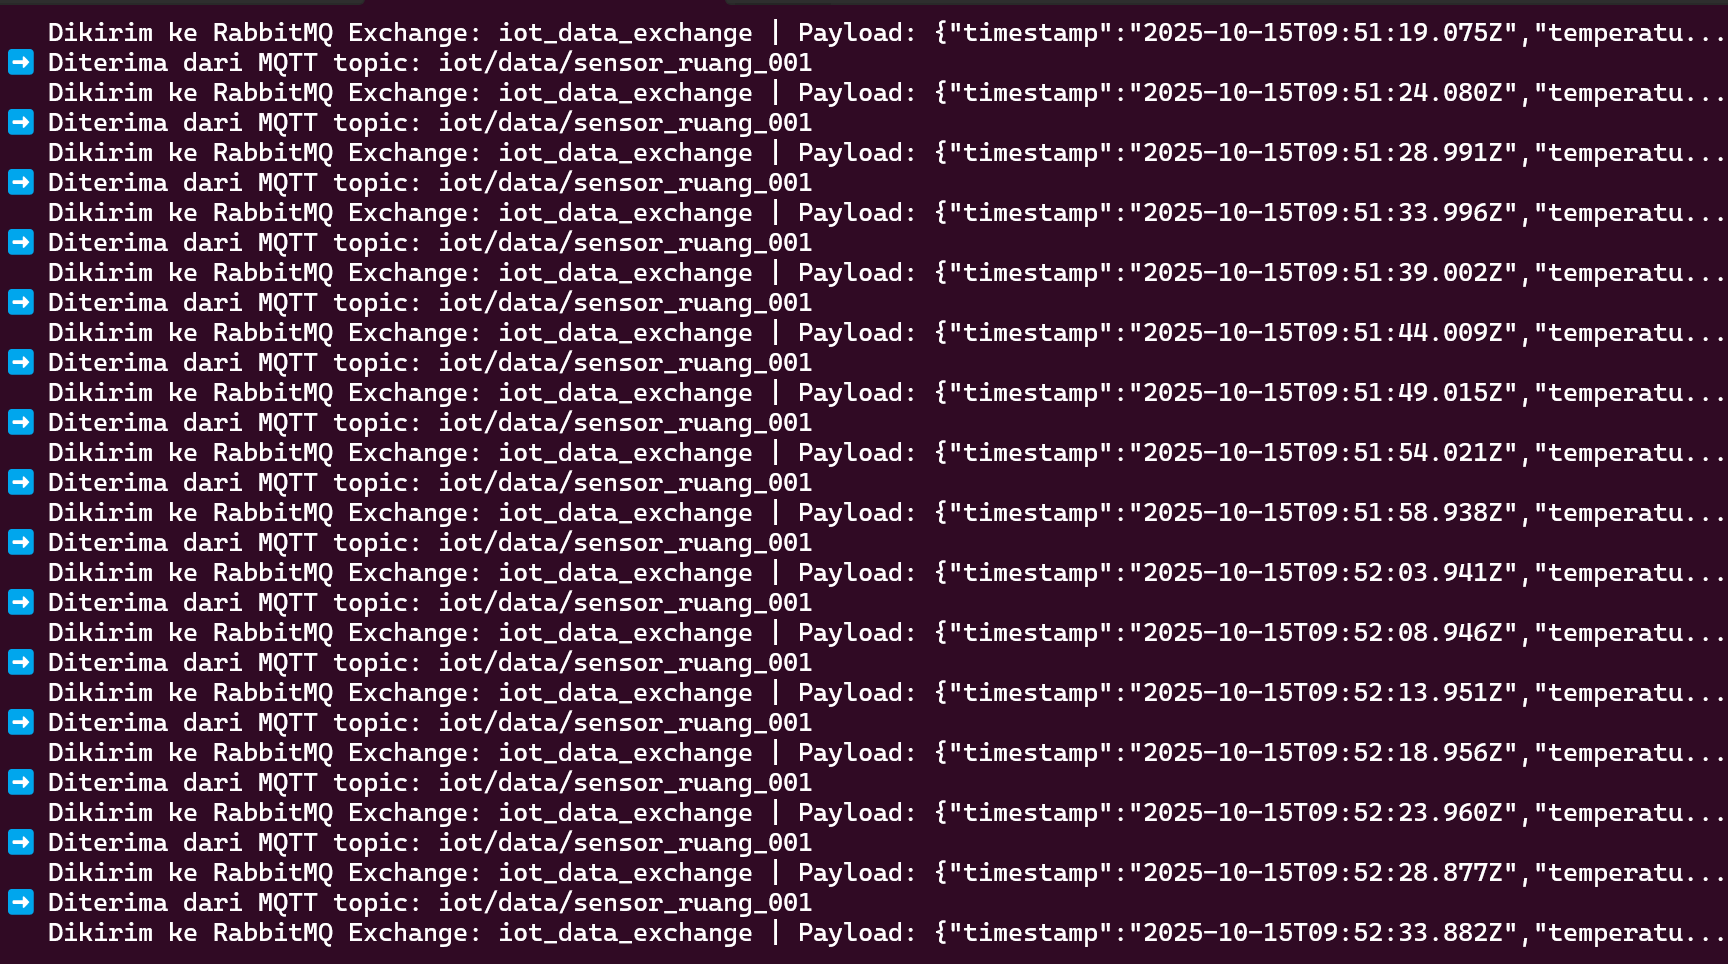 Dikirim ke RabbitMQ Exchange: iot_data_exchange | Payload: {"timestamp":"2025-10-15T09:51:19.075Z","temperatu...
➡ Diterima dari MQTT topic: iot/data/sensor_ruang_001
Dikirim ke RabbitMQ Exchange: iot_data_exchange | Payload: {"timestamp":"2025-10-15T09:51:24.080Z","temperatu...
➡ Diterima dari MQTT topic: iot/data/sensor_ruang_001
Dikirim ke RabbitMQ Exchange: iot_data_exchange | Payload: {"timestamp":"2025-10-15T09:51:28.991Z","temperatu...
➡ Diterima dari MQTT topic: iot/data/sensor_ruang_001
Dikirim ke RabbitMQ Exchange: iot_data_exchange | Payload: {"timestamp":"2025-10-15T09:51:33.996Z","temperatu...
➡ Diterima dari MQTT topic: iot/data/sensor_ruang_001
Dikirim ke RabbitMQ Exchange: iot_data_exchange | Payload: {"timestamp":"2025-10-15T09:51:39.002Z","temperatu...
➡ Diterima dari MQTT topic: iot/data/sensor_ruang_001
Dikirim ke RabbitMQ Exchange: iot_data_exchange | Payload: {"timestamp":"2025-10-15T09:51:44.009Z","temperatu...
➡ Diterima dari MQTT topic: iot/data/sensor_ruang_001
Dikirim ke RabbitMQ Exchange: iot_data_exchange | Payload: {"timestamp":"2025-10-15T09:51:49.015Z","temperatu...
➡ Diterima dari MQTT topic: iot/data/sensor_ruang_001
Dikirim ke RabbitMQ Exchange: iot_data_exchange | Payload: {"timestamp":"2025-10-15T09:51:54.021Z","temperatu...
➡ Diterima dari MQTT topic: iot/data/sensor_ruang_001
Dikirim ke RabbitMQ Exchange: iot_data_exchange | Payload: {"timestamp":"2025-10-15T09:51:58.938Z","temperatu...
➡ Diterima dari MQTT topic: iot/data/sensor_ruang_001
Dikirim ke RabbitMQ Exchange: iot_data_exchange | Payload: {"timestamp":"2025-10-15T09:52:03.941Z","temperatu...
➡ Diterima dari MQTT topic: iot/data/sensor_ruang_001
Dikirim ke RabbitMQ Exchange: iot_data_exchange | Payload: {"timestamp":"2025-10-15T09:52:08.946Z","temperatu...
➡ Diterima dari MQTT topic: iot/data/sensor_ruang_001
Dikirim ke RabbitMQ Exchange: iot_data_exchange | Payload: {"timestamp":"2025-10-15T09:52:13.951Z","temperatu...
➡ Diterima dari MQTT topic: iot/data/sensor_ruang_001
Dikirim ke RabbitMQ Exchange: iot_data_exchange | Payload: {"timestamp":"2025-10-15T09:52:18.956Z","temperatu...
➡ Diterima dari MQTT topic: iot/data/sensor_ruang_001
Dikirim ke RabbitMQ Exchange: iot_data_exchange | Payload: {"timestamp":"2025-10-15T09:52:23.960Z","temperatu...
➡ Diterima dari MQTT topic: iot/data/sensor_ruang_001
Dikirim ke RabbitMQ Exchange: iot_data_exchange | Payload: {"timestamp":"2025-10-15T09:52:28.877Z","temperatu...
➡ Diterima dari MQTT topic: iot/data/sensor_ruang_001
Dikirim ke RabbitMQ Exchange: iot_data_exchange | Payload: {"timestamp":"2025-10-15T09:52:33.882Z","temperatu...